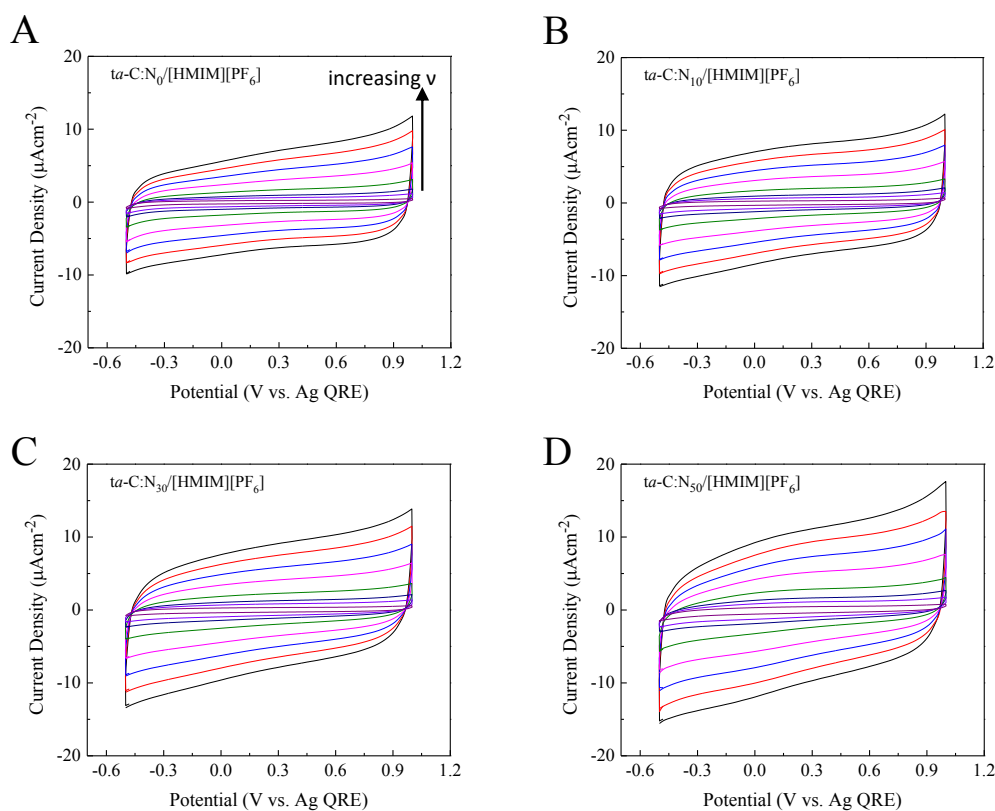 A
B
ta-C:N0/[HMIM][PF6]
increasing ν
ta-C:N10/[HMIM][PF6]
20
10
0
-10
-20
Current Density (µAcm-2)
-0.6 -0.3 0.0 0.3 0.6 0.9 1.2
Potential (V vs. Ag QRE)
20
10
0
-10
-20
Current Density (µAcm-2)
-0.6 -0.3 0.0 0.3 0.6 0.9 1.2
Potential (V vs. Ag QRE)
C
D
ta-C:N30/[HMIM][PF6]
ta-C:N50/[HMIM][PF6]
20
10
0
-10
-20
Current Density (µAcm-2)
-0.6 -0.3 0.0 0.3 0.6 0.9 1.2
Potential (V vs. Ag QRE)
20
10
0
-10
-20
Current Density (µAcm-2)
-0.6 -0.3 0.0 0.3 0.6 0.9 1.2
Potential (V vs. Ag QRE)